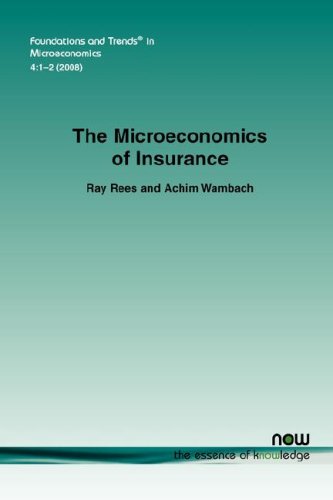 Foundations and Trends® in
Microeconomics
4:1–2 (2008)
The Microeconomics
of Insurance
Ray Rees and Achim Wambach
now
the essence of knowledge